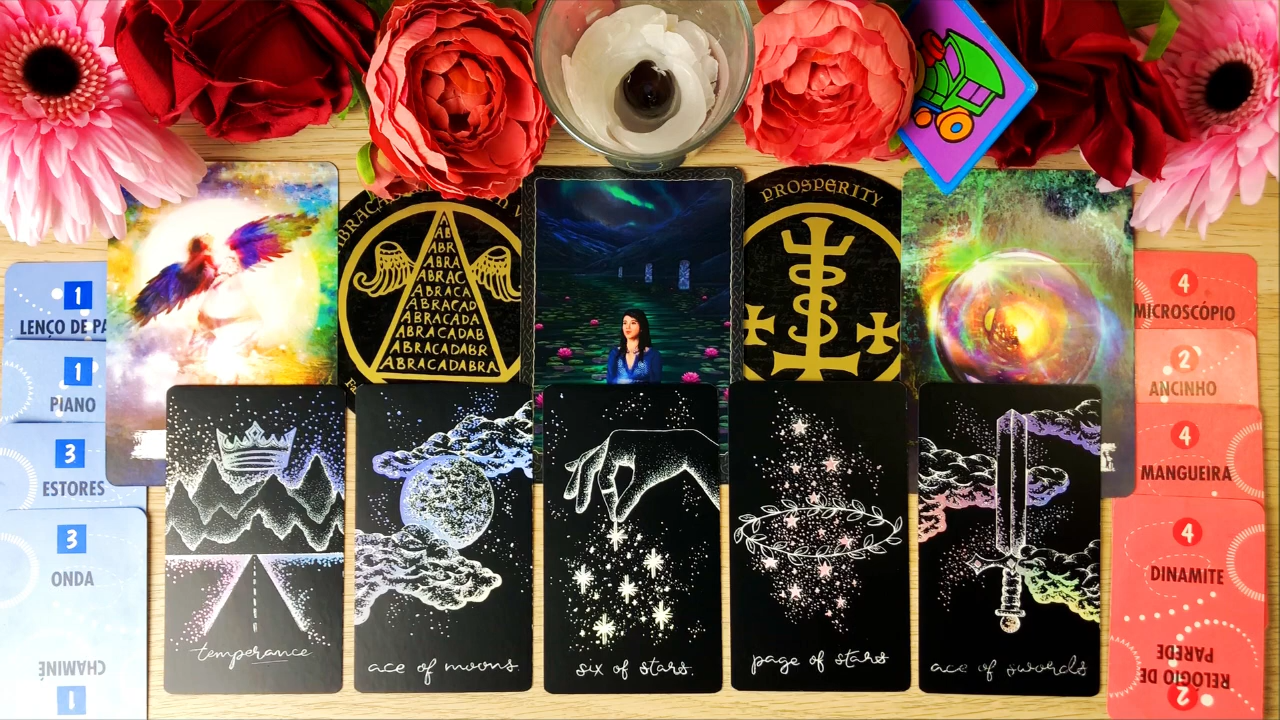 PROSPERITY
AB
ABR
ABRA
ABRAC
ABRACA
ABRACAD
ABRACADA
ABRACADAB
ABRACADABR
ABRACADABRA
1
LENÇO DE PA
1
PIANO
3
ESTORES
3
ONDA
CHAMINÉ
1
temperance
ace of moons
six of stars.
page of stars
ace of swords
4
MICROSCÓPIO
2
ANCINHO
4
MANGUEIRA
4
DINAMITE
RELÓGIO DE
PAREDE
2